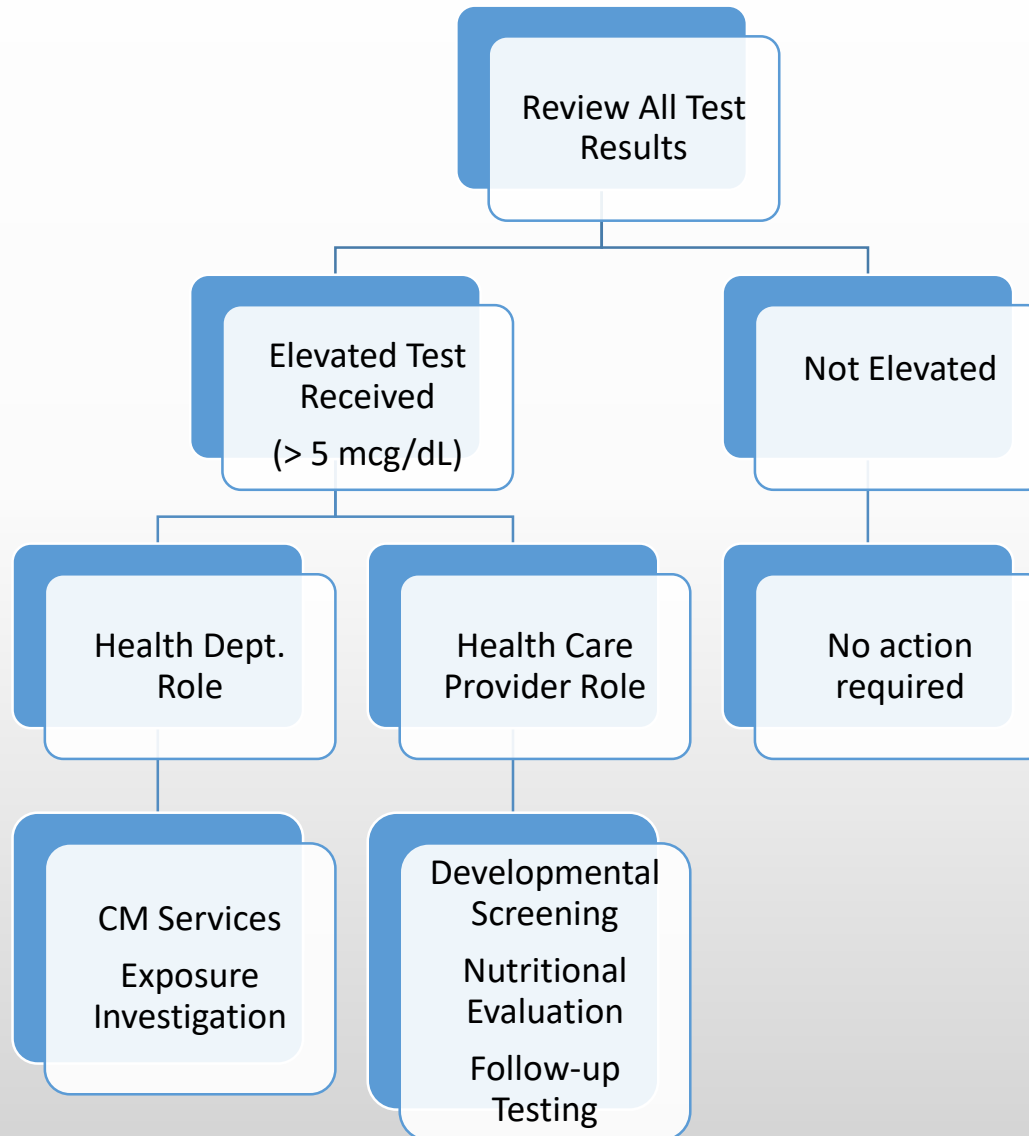 Review All Test
Results
Elevated Test
Received
(> 5 mcg/dL)
Not Elevated
Health Dept.
Role
Health Care
Provider Role
No action
required
CM Services
Exposure
Investigation
Developmental
Screening
Nutritional
Evaluation
Follow-up
Testing